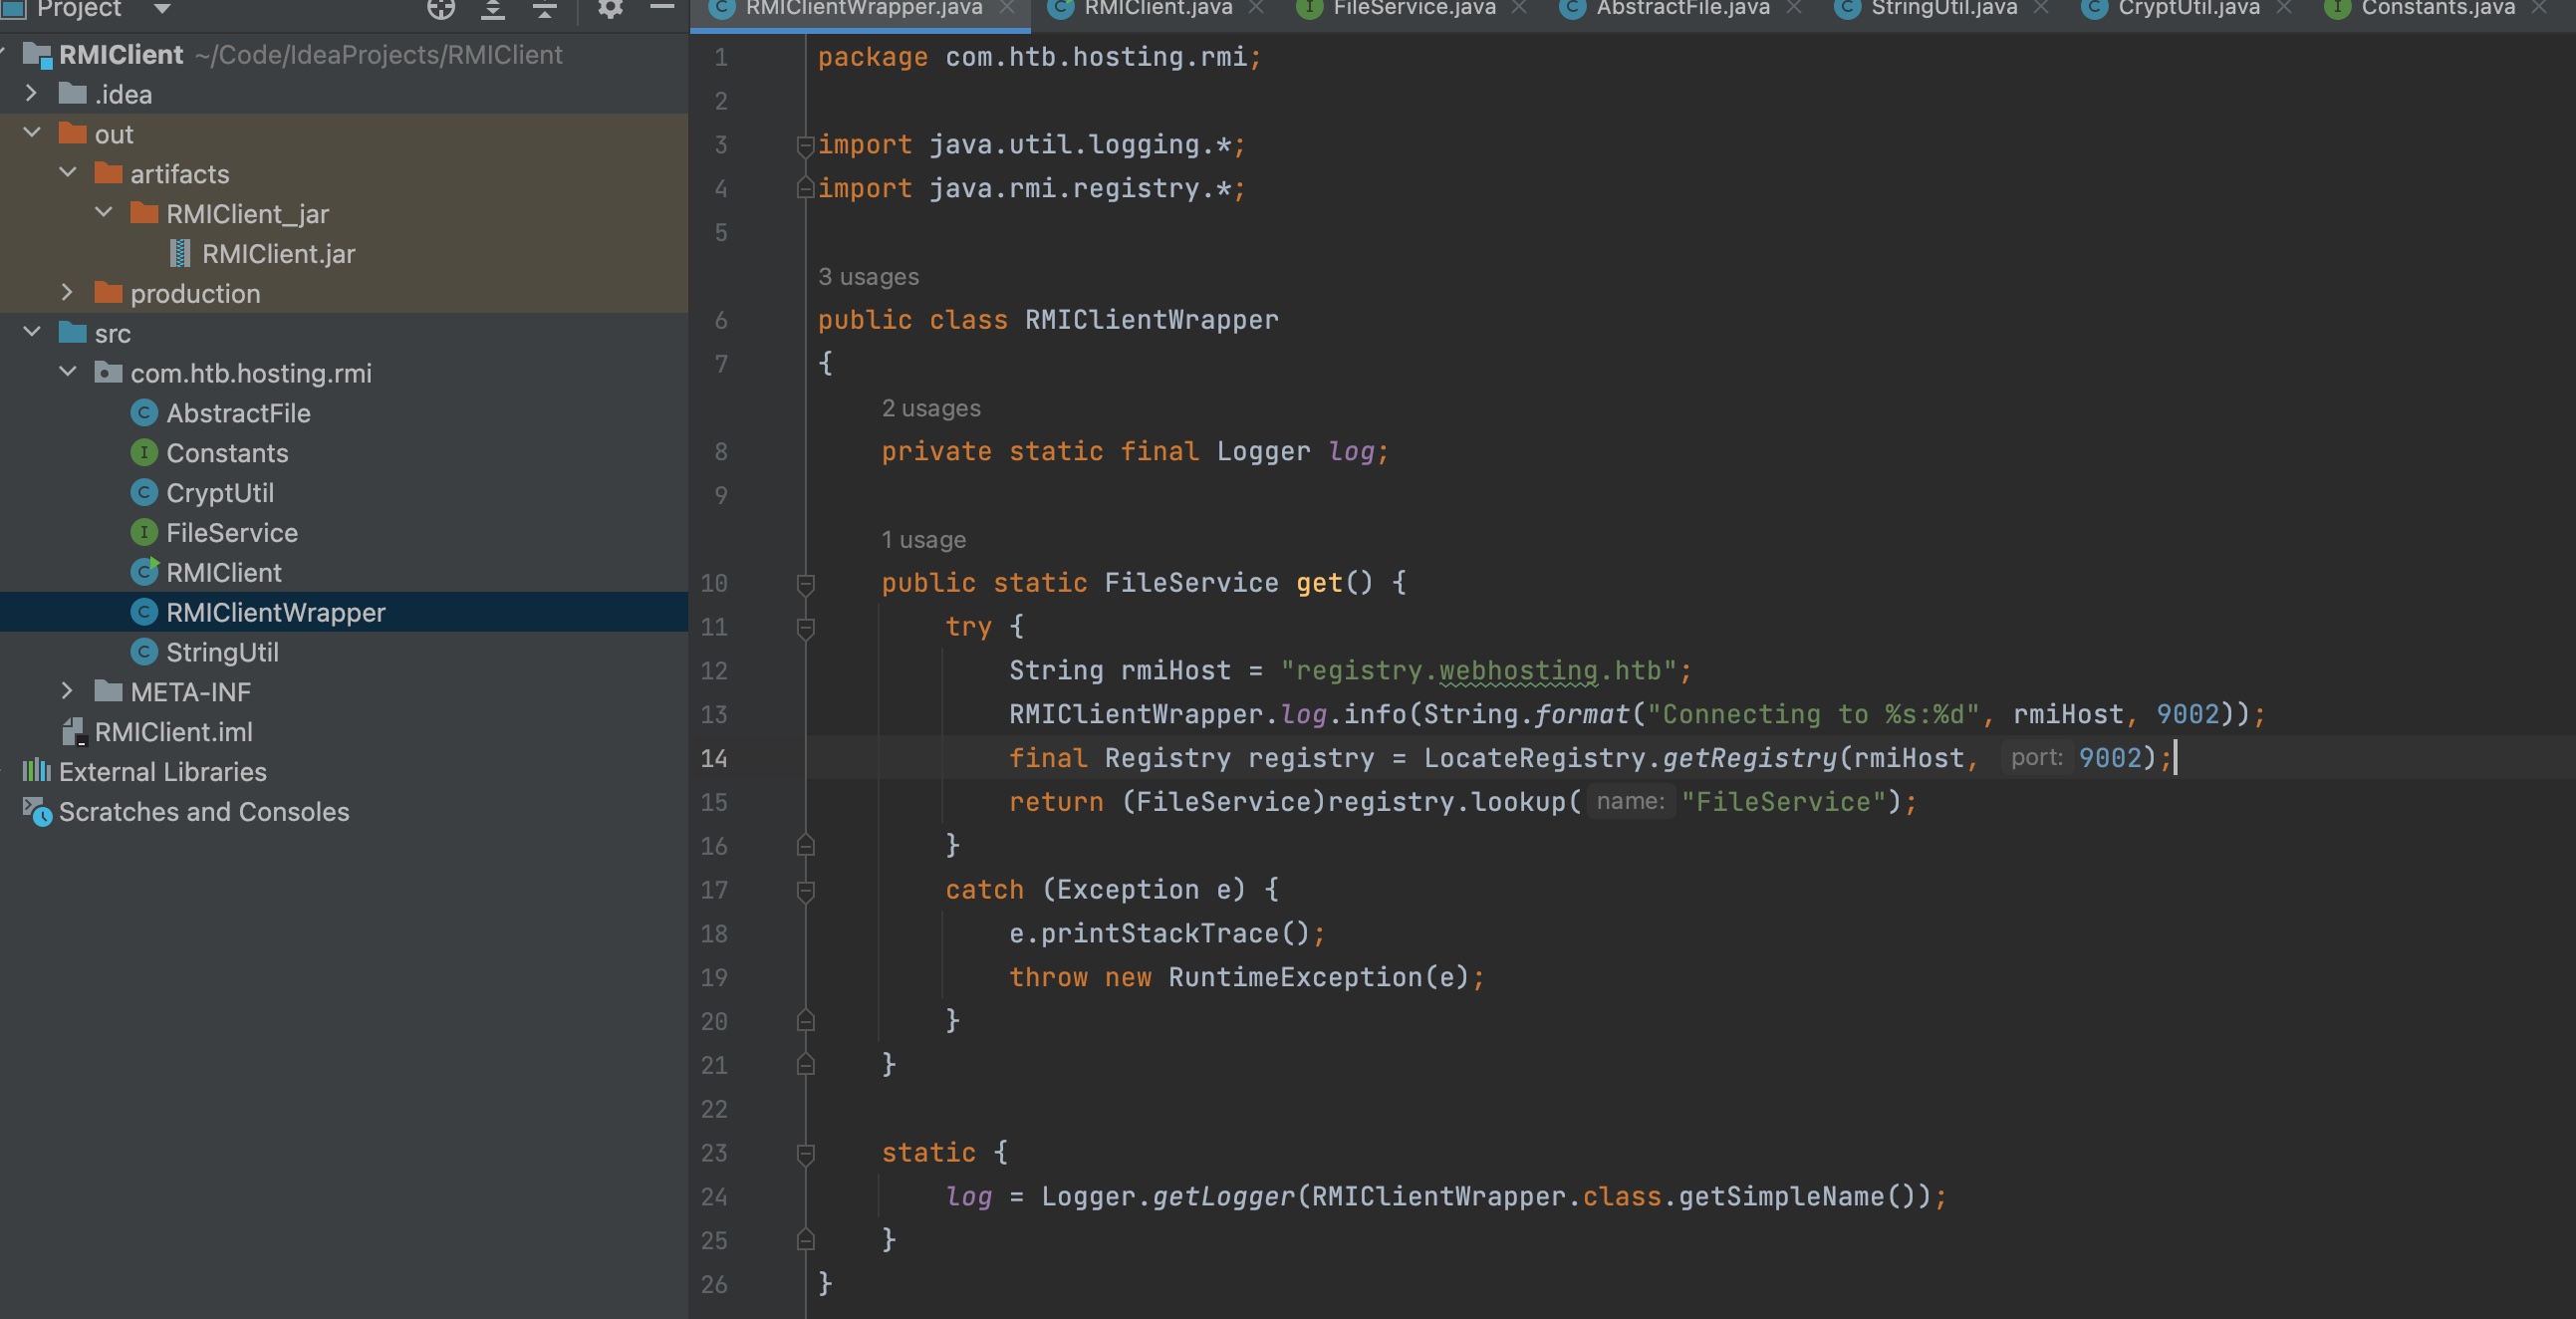 Project
RMIClient ~/Code/IdeaProjects/RMIClient
.idea
out
artifacts
RMIClient_jar
RMIClient.jar
production
src
com.htb.hosting.rmi
AbstractFile
Constants
CryptUtil
FileService
RMIClient
RMIClientWrapper
StringUtil
META-INF
RMIClient.iml
External Libraries
Scratches and Consoles
RMIClientWrapper.java RMIClient.java FileService.java AbstractFile.java StringUtil.java CryptUtil.java Constants.java
1 package com.htb.hosting.rmi;
2
3 import java.util.logging.*;
4 import java.rmi.registry.*;
5
3 usages
6 public class RMIClientWrapper
7 {
2 usages
8 private static final Logger log;
9
1 usage
10 public static FileService get() {
11 try {
12 String rmiHost = "registry.webhosting.htb";
13 RMIClientWrapper.log.info(String.format("Connecting to %s:%d", rmiHost, 9002));
14 final Registry registry = LocateRegistry.getRegistry(rmiHost, port: 9002);
15 return (FileService)registry.lookup( name: "FileService");
16 }
17 catch (Exception e) {
18 e.printStackTrace();
19 throw new RuntimeException(e);
20 }
21 }
22
23 static {
24 log = Logger.getLogger(RMIClientWrapper.class.getSimpleName());
25 }
26 }